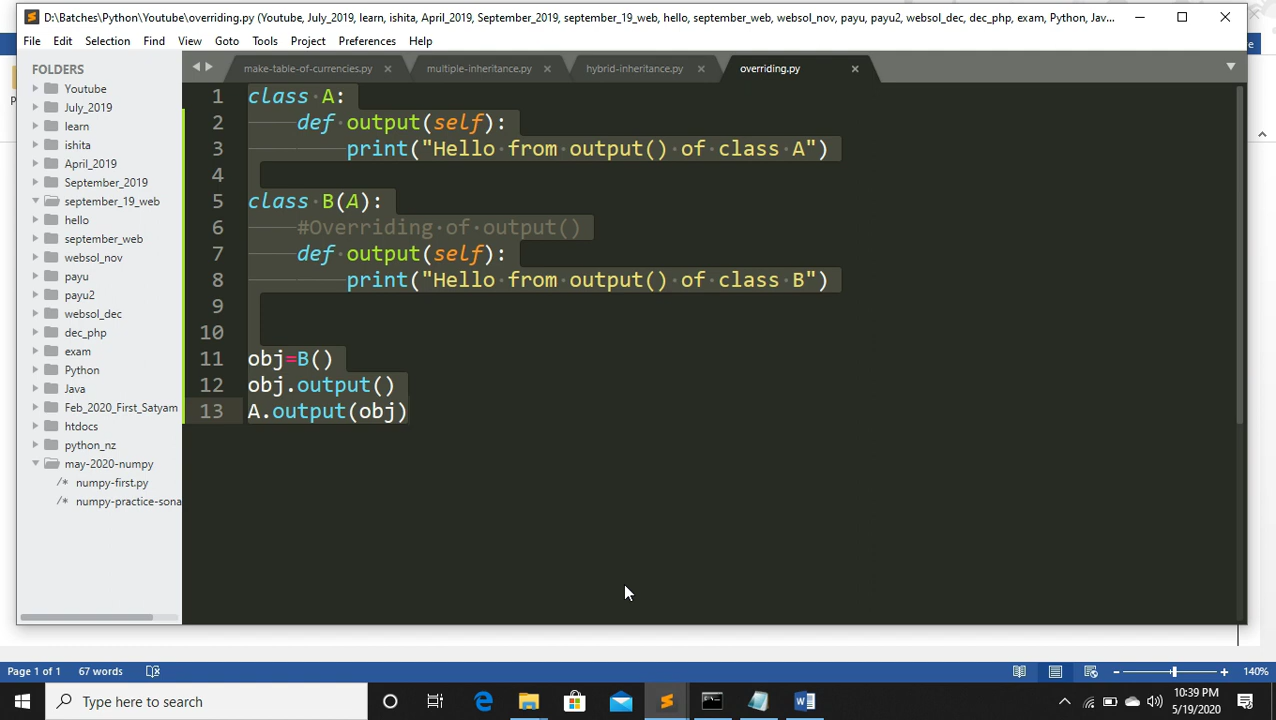 D:\Batches\Python\Youtube\overriding.py (Youtube, July_2019, learn, ishita, April_2019, September_2019, september_19_web, hello, september_web, websol_nov, payu, payu2, websol_dec, dec_php, exam, Python, Jav...
File Edit Selection Find View Goto Tools Project Preferences Help
FOLDERS
Youtube
July_2019
learn
ishita
April_2019
September_2019
september_19_web
hello
september_web
websol_nov
payu
payu2
websol_dec
dec_php
exam
Python
Java
Feb_2020_First_Satyam
htdocs
python_nz
may-2020-numpy
/* numpy-first.py
/* numpy-practice-sona
make-table-of-currencies.py multiple-inheritance.py hybrid-inheritance.py overriding.py
1 class A:
2 def output(self):
3 print("Hello from output() of class A")
4
5 class B(A):
6 #Overriding of output()
7 def output(self):
8 print("Hello from output() of class B")
9
10
11 obj=B()
12 obj.output()
13 A.output(obj)
Page 1 of 1 67 words 140%
Type here to search
10:39 PM
5/19/2020